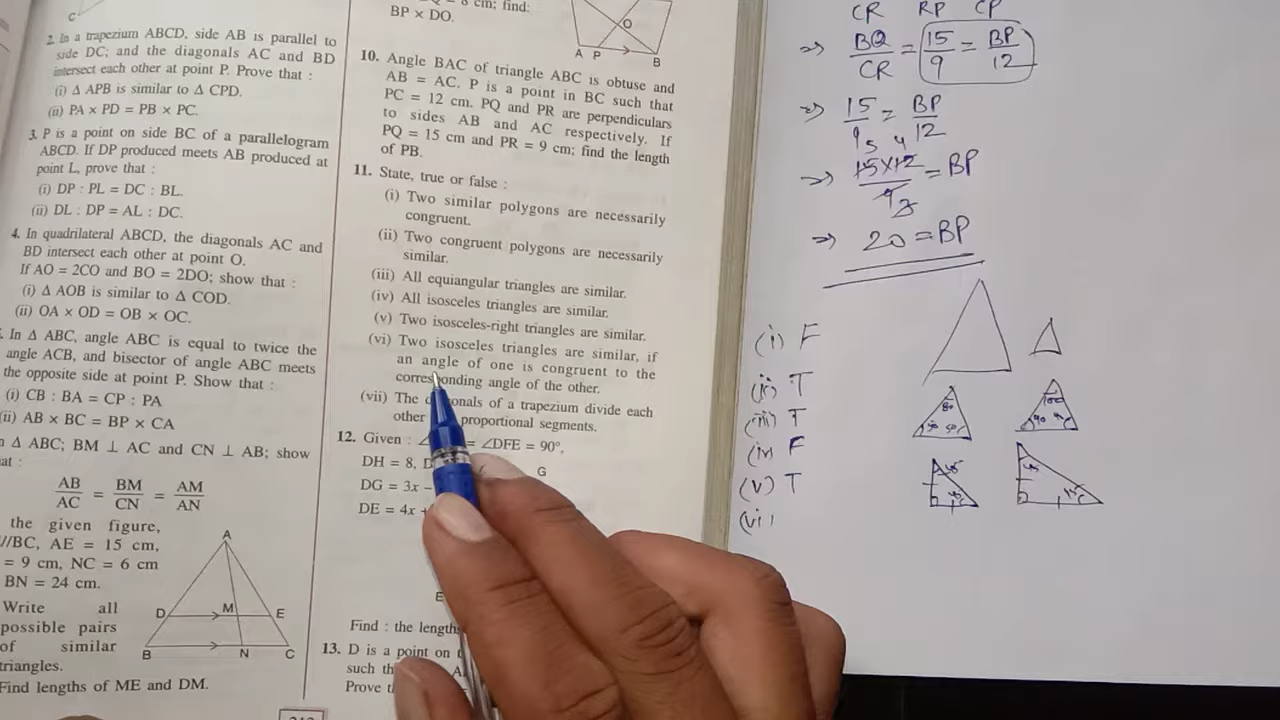 C
2. In a trapezium ABCD, side AB is parallel to
side DC; and the diagonals AC and BD
intersect each other at point P. Prove that :
(i) Δ APB is similar to Δ CPD.
(ii) PA × PD = PB × PC.
3. P is a point on side BC of a parallelogram
ABCD. If DP produced meets AB produced at
point L, prove that :
(i) DP : PL = DC : BL.
(ii) DL : DP = AL : DC.
4. In quadrilateral ABCD, the diagonals AC and
BD intersect each other at point O.
If AO = 2CO and BO = 2DO; show that :
(i) Δ AOB is similar to Δ COD.
(ii) OA × OD = OB × OC.
In Δ ABC, angle ABC is equal to twice the
angle ACB, and bisector of angle ABC meets
the opposite side at point P. Show that :
(i) CB : BA = CP : PA
(ii) AB × BC = BP × CA
Δ ABC; BM ⊥ AC and CN ⊥ AB; show
at :
AB/AC = BM/CN = AM/AN
the given figure,
//BC, AE = 15 cm,
= 9 cm, NC = 6 cm
BN = 24 cm.
Write all
possible pairs
of similar
triangles.
Find lengths of ME and DM.
A
D M E
B N C
8 cm; find:
BP × DO.
O
A P B
10. Angle BAC of triangle ABC is obtuse and
AB = AC. P is a point in BC such that
PC = 12 cm. PQ and PR are perpendiculars
to sides AB and AC respectively. If
PQ = 15 cm and PR = 9 cm; find the length
of PB.
11. State, true or false :
(i) Two similar polygons are necessarily
congruent.
(ii) Two congruent polygons are necessarily
similar.
(iii) All equiangular triangles are similar.
(iv) All isosceles triangles are similar.
(v) Two isosceles-right triangles are similar.
(vi) Two isosceles triangles are similar, if
an angle of one is congruent to the
corresponding angle of the other.
(vii) The diagonals of a trapezium divide each
other proportional segments.
12. Given : ∠ = ∠DFE = 90°,
DH = 8,
DG = 3x –
DE = 4x +
G
E
Find : the lengths
13. D is a point on
such th
Prove t
CR RP CP
⇒ BQ/CR = 15/9 = BP/12
⇒ 15/9 = BP/12
⇒ 15×12/9 = BP
5 4
3
⇒ 20 = BP
(i) F
(ii) T
(iii) T
(iv) F
(v) T
(vi)